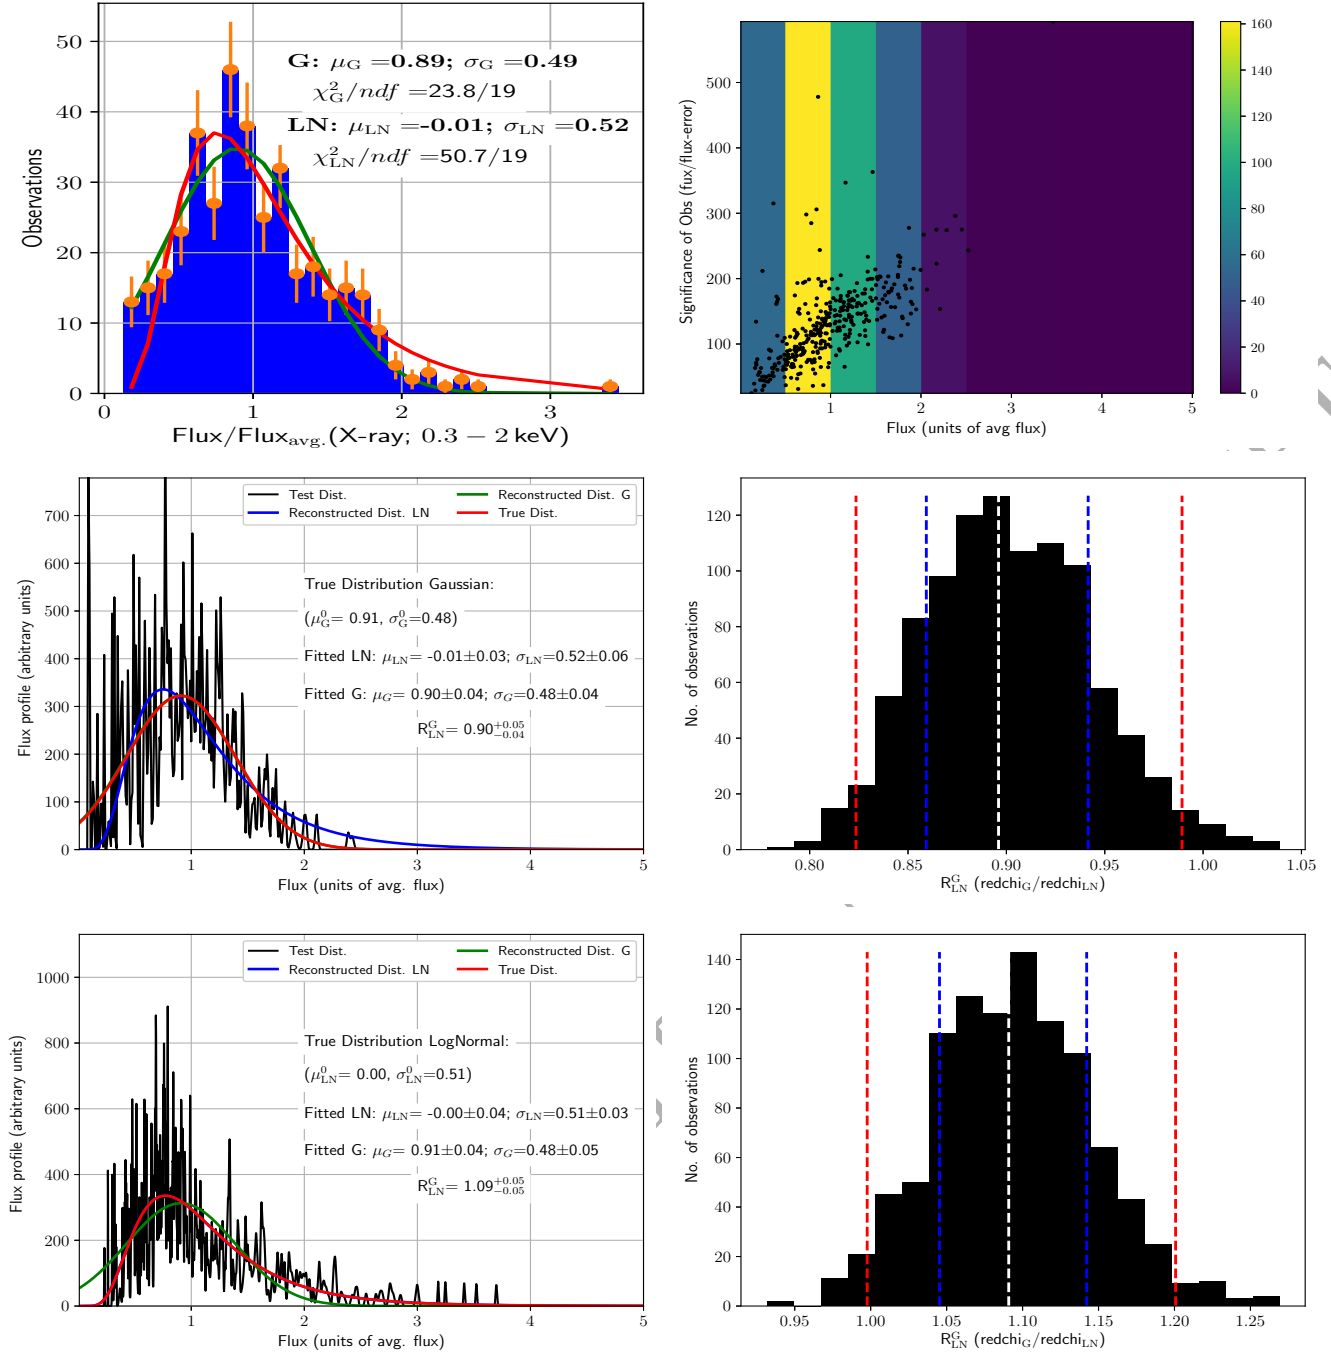 G: μG =0.89; σG =0.49
χ²G/ndf =23.8/19
LN: μLN =-0.01; σLN =0.52
χ²LN/ndf =50.7/19
Observations
50
40
30
20
10
0
0 1 2 3
Flux/Fluxavg.(X-ray; 0.3 − 2 keV)
Significance of Obs (fux/flux-error)
500
400
300
200
100
1 2 3 4 5
Flux (units of avg flux)
160
140
120
100
80
60
40
20
0
Test Dist.
Reconstructed Dist. LN
Reconstructed Dist. G
True Dist.
True Distribution Gaussian:
(μ⁰G= 0.91, σ⁰G=0.48)
Fitted LN: μLN= -0.01±0.03; σLN=0.52±0.06
Fitted G: μG= 0.90±0.04; σG=0.48±0.04
R^G_LN= 0.90^+0.05_−0.04
Flux profile (arbitrary units)
700
600
500
400
300
200
100
0
1 2 3 4 5
Flux (units of avg. flux)
No. of observations
120
100
80
60
40
20
0
0.80 0.85 0.90 0.95 1.00 1.05
R^G_LN (redchiG/redchiLN)
Test Dist.
Reconstructed Dist. LN
Reconstructed Dist. G
True Dist.
True Distribution LogNormal:
(μ⁰LN= 0.00, σ⁰LN=0.51)
Fitted LN: μLN= -0.00±0.04; σLN=0.51±0.03
Fitted G: μG= 0.91±0.04; σG=0.48±0.05
R^G_LN= 1.09^+0.05_−0.05
Flux profile (arbitrary units)
1000
800
600
400
200
0
1 2 3 4 5
Flux (units of avg. flux)
No. of observations
140
120
100
80
60
40
20
0
0.95 1.00 1.05 1.10 1.15 1.20 1.25
R^G_LN (redchiG/redchiLN)